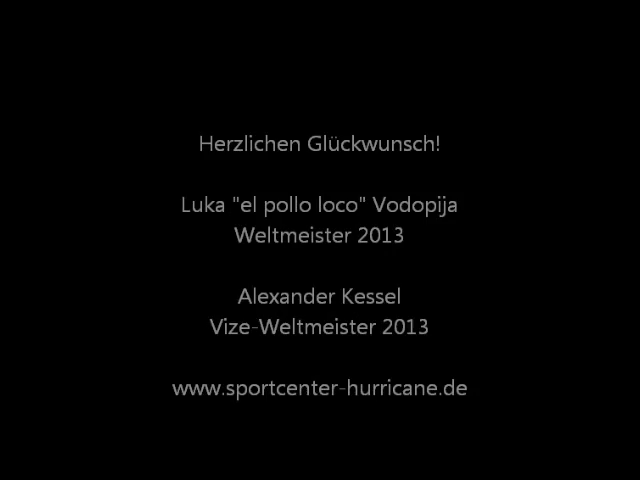 Herzlichen Glückwunsch!
Luka "el pollo loco" Vodopija
Weltmeister 2013
Alexander Kessel
Vize-Weltmeister 2013
www.sportcenter-hurricane.de